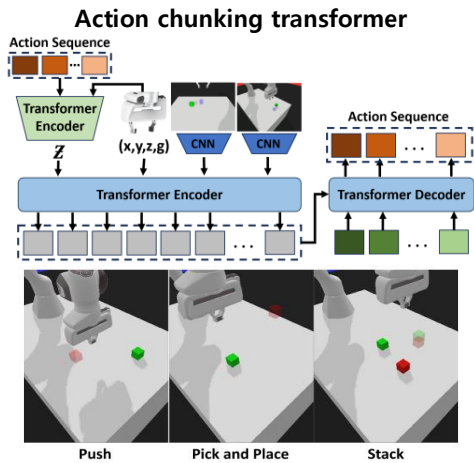 Action chunking transformer
Action Sequence
...
Transformer
Encoder
Z
(x,y,z,g)
CNN
CNN
Action Sequence
...
Transformer Encoder
Transformer Decoder
...
...
Push
Pick and Place
Stack